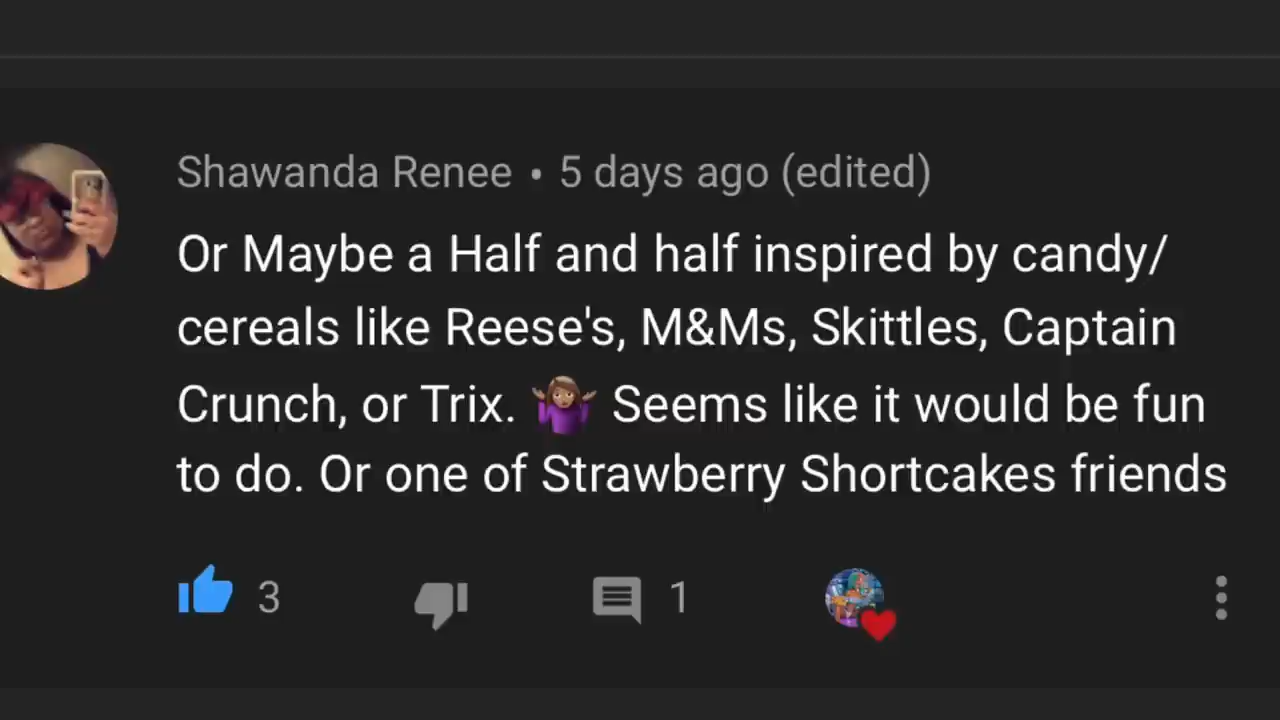 Shawanda Renee • 5 days ago (edited)
Or Maybe a Half and half inspired by candy/
cereals like Reese's, M&Ms, Skittles, Captain
Crunch, or Trix. 🤷🏽‍♀️ Seems like it would be fun
to do. Or one of Strawberry Shortcakes friends
3 1